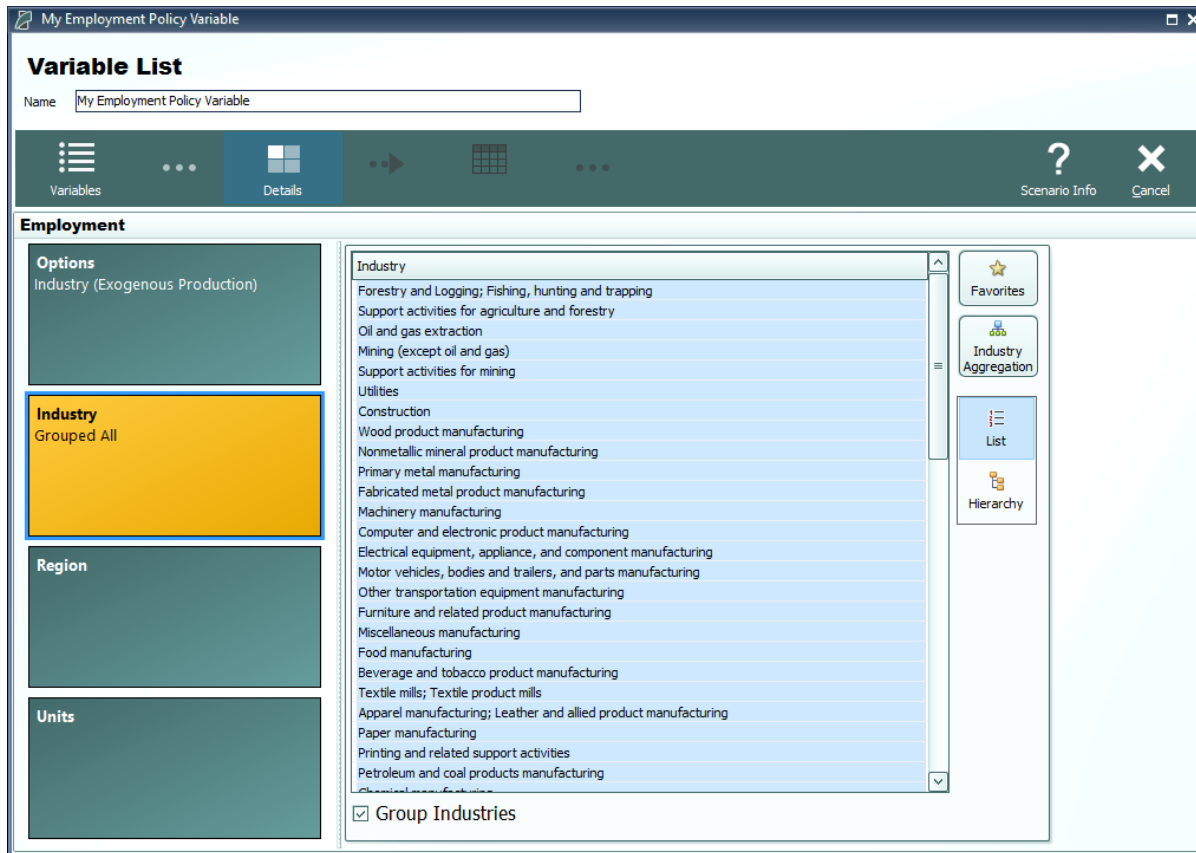 My Employment Policy Variable
Variable List
Name My Employment Policy Variable
Variables
Details
Scenario Info
Cancel
Employment
Options
Industry (Exogenous Production)
Industry
Grouped All
Region
Units
Industry
Forestry and Logging; Fishing, hunting and trapping
Support activities for agriculture and forestry
Oil and gas extraction
Mining (except oil and gas)
Support activities for mining
Utilities
Construction
Wood product manufacturing
Nonmetallic mineral product manufacturing
Primary metal manufacturing
Fabricated metal product manufacturing
Machinery manufacturing
Computer and electronic product manufacturing
Electrical equipment, appliance, and component manufacturing
Motor vehicles, bodies and trailers, and parts manufacturing
Other transportation equipment manufacturing
Furniture and related product manufacturing
Miscellaneous manufacturing
Food manufacturing
Beverage and tobacco product manufacturing
Textile mills; Textile product mills
Apparel manufacturing; Leather and allied product manufacturing
Paper manufacturing
Printing and related support activities
Petroleum and coal products manufacturing
Chemical manufacturing
Group Industries
Favorites
Industry
Aggregation
List
Hierarchy